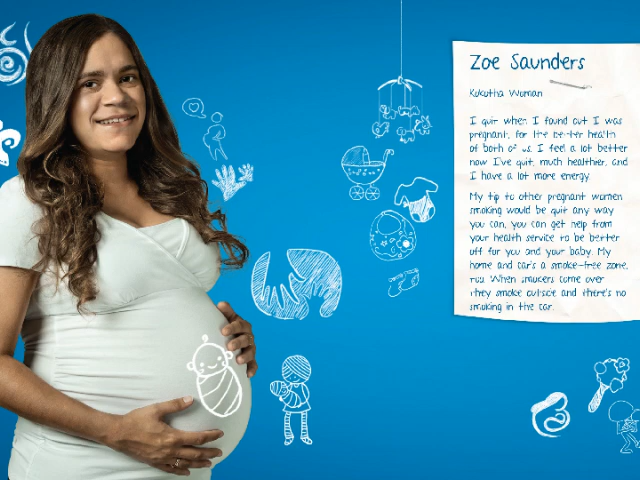 Zoe Saunders
Kokotha Woman
I quit when I found out I was
pregnant, for the better health
of both of us. I feel a lot better
now I've quit, much healthier, and
I have a lot more energy.
My tip to other pregnant women
smoking would be quit any way
you can, you can get help from
your health service to be better
off for you and your baby. My
home and car's a smoke-free zone,
too. When smokers come over
they smoke outside and there's no
smoking in the car.